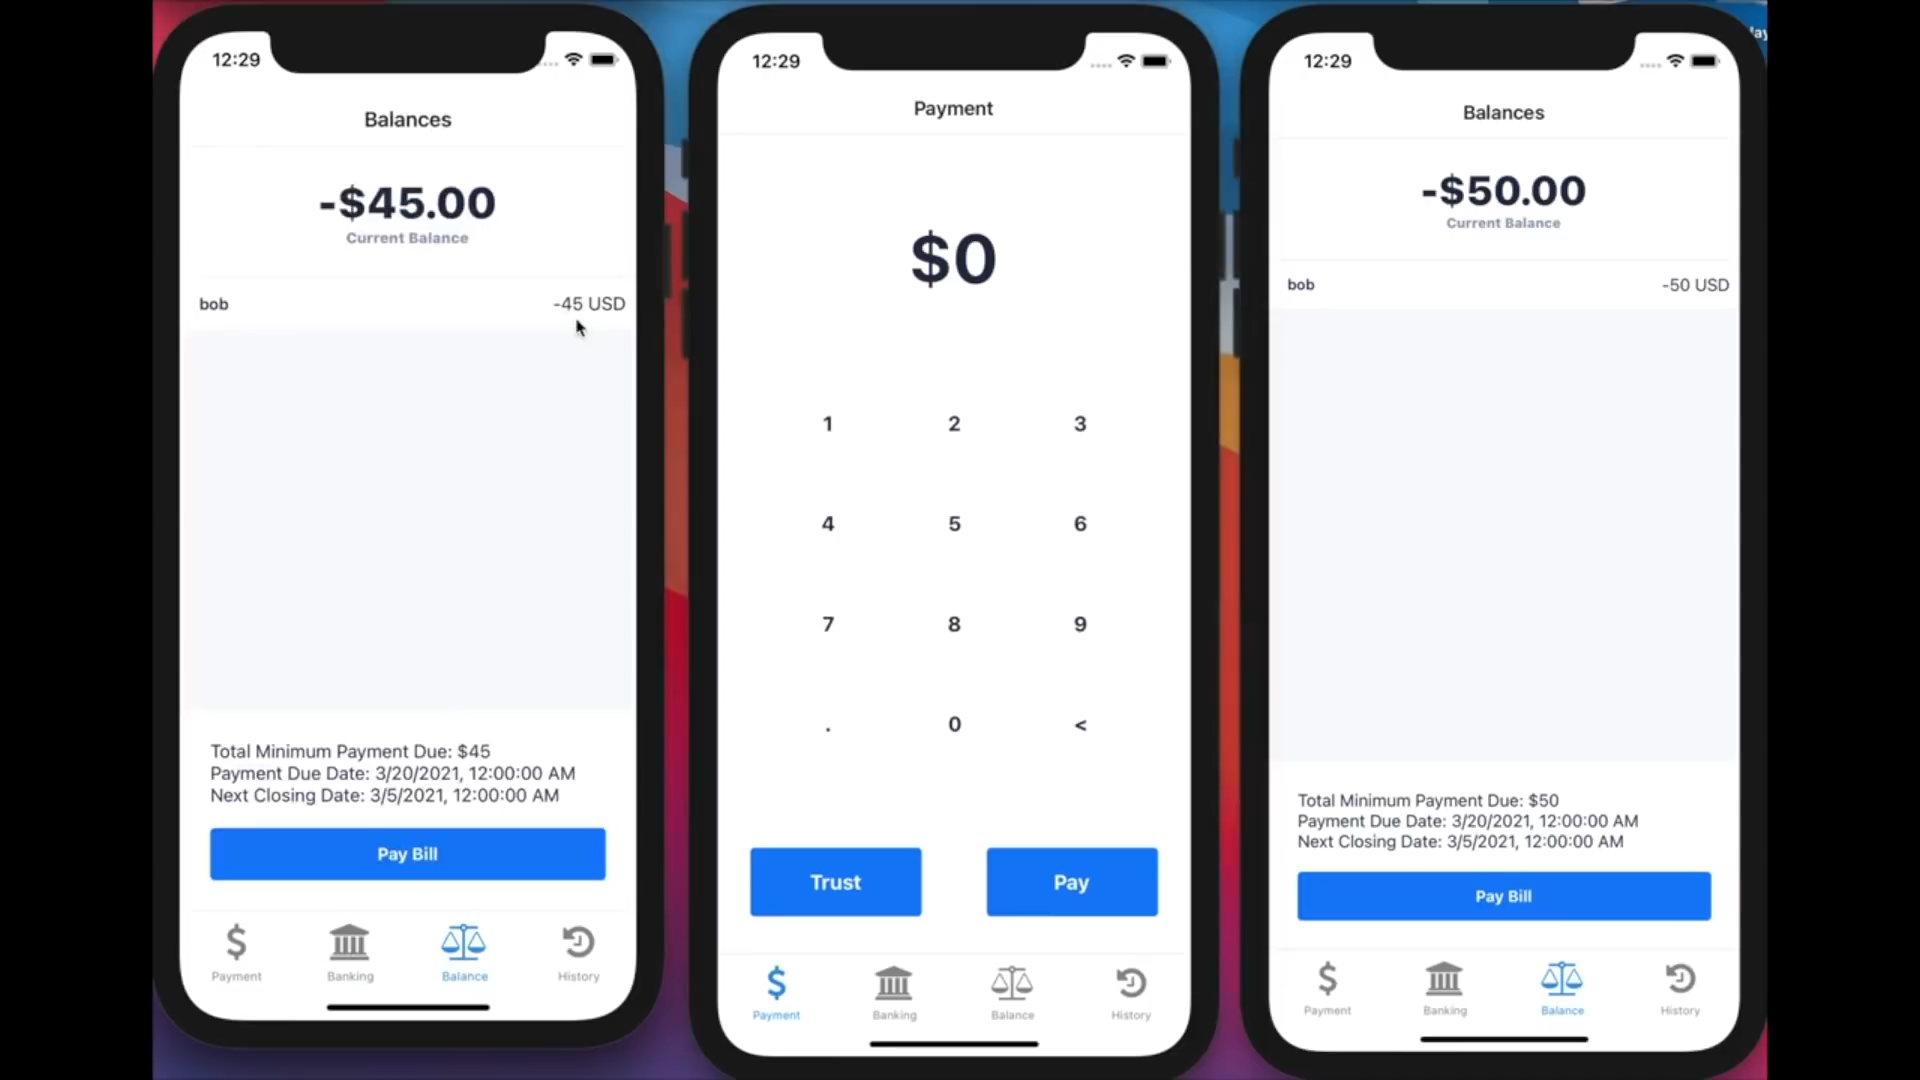 12:29
Balances
-$45.00
Current Balance
bob -45 USD
Total Minimum Payment Due: $45
Payment Due Date: 3/20/2021, 12:00:00 AM
Next Closing Date: 3/5/2021, 12:00:00 AM
Pay Bill
Payment Banking Balance History
12:29
Payment
$0
1 2 3
4 5 6
7 8 9
. 0 <
Trust Pay
Payment Banking Balance History
12:29
Balances
-$50.00
Current Balance
bob -50 USD
Total Minimum Payment Due: $50
Payment Due Date: 3/20/2021, 12:00:00 AM
Next Closing Date: 3/5/2021, 12:00:00 AM
Pay Bill
Payment Banking Balance History